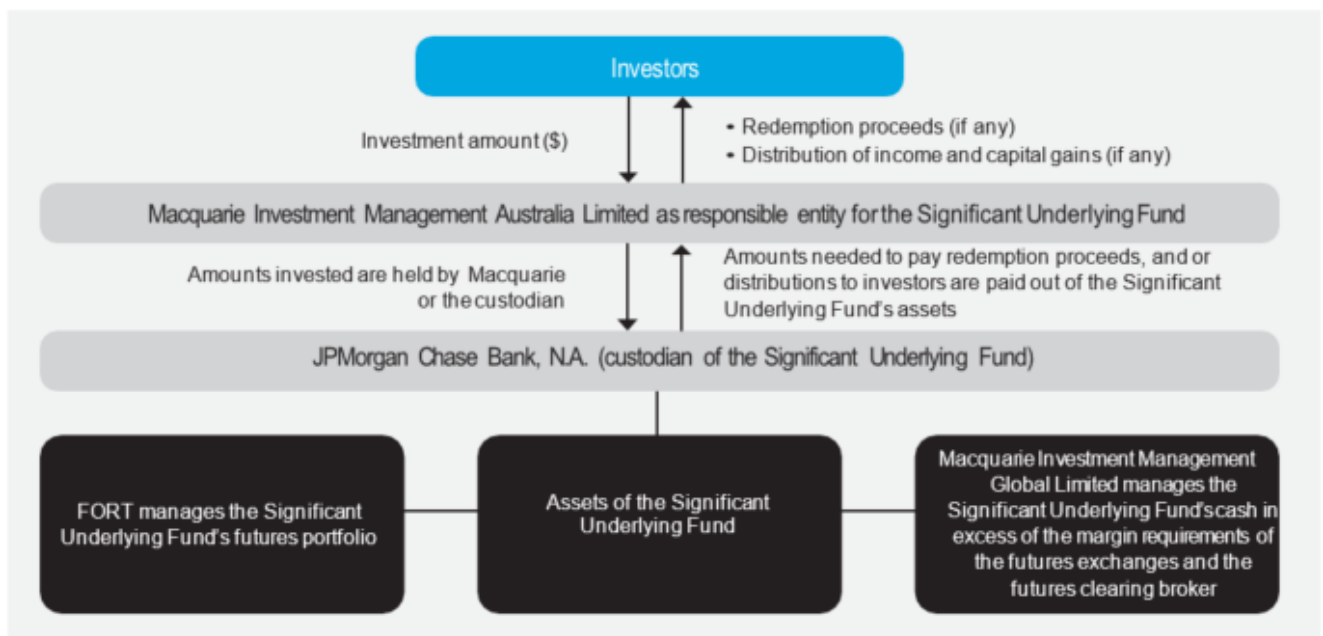 Investors
Investment amount ($)
• Redemption proceeds (if any)
• Distribution of income and capital gains (if any)
Macquarie Investment Management Australia Limited as responsible entity for the Significant Underlying Fund
Amounts invested are held by Macquarie
or the custodian
Amounts needed to pay redemption proceeds, and or
distributions to investors are paid out of the Significant
Underlying Fund's assets
JPMorgan Chase Bank, N.A. (custodian of the Significant Underlying Fund)
FORT manages the Significant
Underlying Fund's futures portfolio
Assets of the Significant
Underlying Fund
Macquarie Investment Management
Global Limited manages the
Significant Underlying Fund's cash in
excess of the margin requirements of
the futures exchanges and the
futures clearing broker